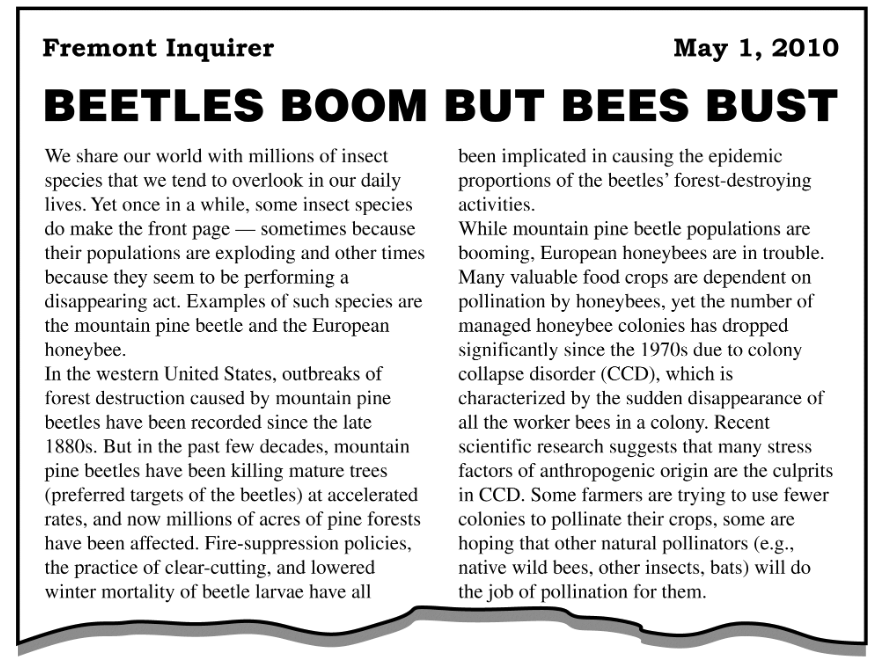 Fremont Inquirer
May 1, 2010
BEETLES BOOM BUT BEES BUST
We share our world with millions of insect
species that we tend to overlook in our daily
lives. Yet once in a while, some insect species
do make the front page — sometimes because
their populations are exploding and other times
because they seem to be performing a
disappearing act. Examples of such species are
the mountain pine beetle and the European
honeybee.
In the western United States, outbreaks of
forest destruction caused by mountain pine
beetles have been recorded since the late
1880s. But in the past few decades, mountain
pine beetles have been killing mature trees
(preferred targets of the beetles) at accelerated
rates, and now millions of acres of pine forests
have been affected. Fire-suppression policies,
the practice of clear-cutting, and lowered
winter mortality of beetle larvae have all
been implicated in causing the epidemic
proportions of the beetles’ forest-destroying
activities.
While mountain pine beetle populations are
booming, European honeybees are in trouble.
Many valuable food crops are dependent on
pollination by honeybees, yet the number of
managed honeybee colonies has dropped
significantly since the 1970s due to colony
collapse disorder (CCD), which is
characterized by the sudden disappearance of
all the worker bees in a colony. Recent
scientific research suggests that many stress
factors of anthropogenic origin are the culprits
in CCD. Some farmers are trying to use fewer
colonies to pollinate their crops, some are
hoping that other natural pollinators (e.g.,
native wild bees, other insects, bats) will do
the job of pollination for them.